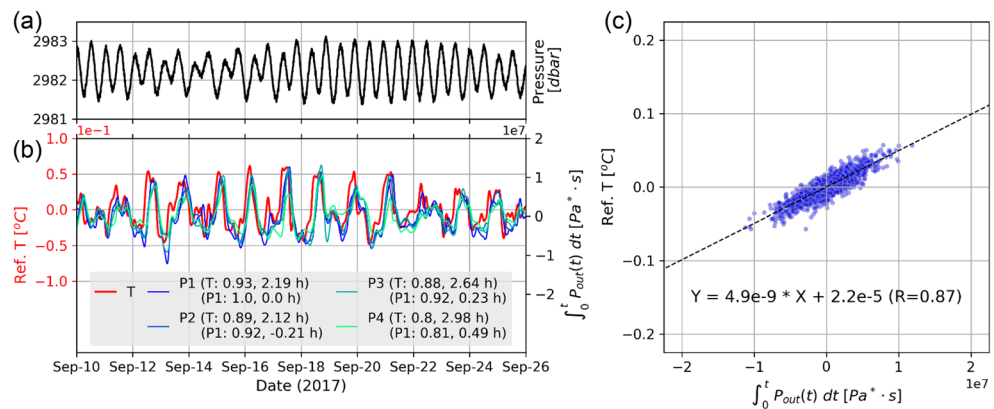 (a)
2983
2982
2981
Pressure
[dbar]
(b)
1e−1
1e7
1.0
0.5
0.0
−0.5
−1.0
Ref. T [°C]
2
1
0
−1
−2
∫₀ᵗ Pout(t) dt [Pa* · s]
T
P1 (T: 0.93, 2.19 h)
(P1: 1.0, 0.0 h)
P2 (T: 0.89, 2.12 h)
(P1: 0.92, -0.21 h)
P3 (T: 0.88, 2.64 h)
(P1: 0.92, 0.23 h)
P4 (T: 0.8, 2.98 h)
(P1: 0.81, 0.49 h)
Sep-10 Sep-12 Sep-14 Sep-16 Sep-18 Sep-20 Sep-22 Sep-24 Sep-26
Date (2017)
(c)
0.2
0.1
0.0
−0.1
−0.2
Ref. T [°C]
Y = 4.9e-9 * X + 2.2e-5 (R=0.87)
−2 −1 0 1 2
1e7
∫₀ᵗ Pout(t) dt [Pa* · s]